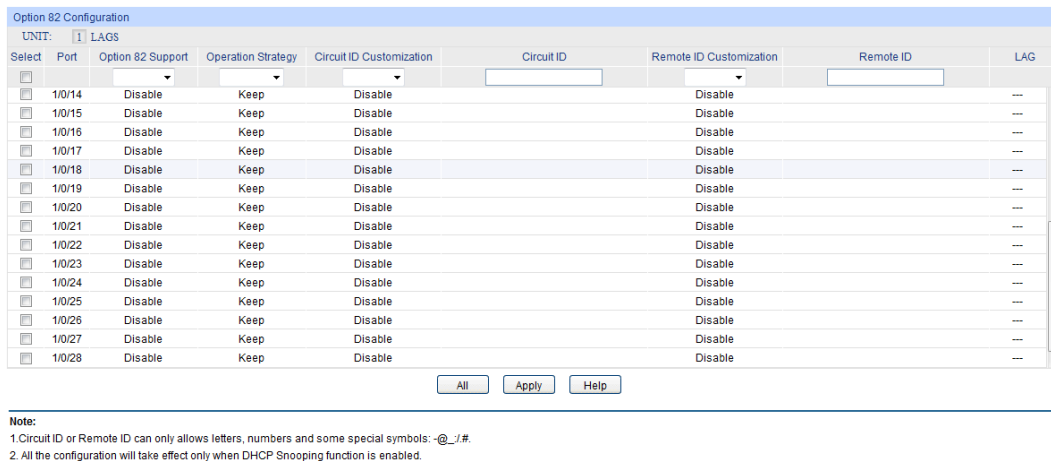 Option 82 Configuration
UNIT: 1 LAGS
Select Port Option 82 Support Operation Strategy Circuit ID Customization Circuit ID Remote ID Customization Remote ID LAG
1/0/14 Disable Keep Disable Disable ---
1/0/15 Disable Keep Disable Disable ---
1/0/16 Disable Keep Disable Disable ---
1/0/17 Disable Keep Disable Disable ---
1/0/18 Disable Keep Disable Disable ---
1/0/19 Disable Keep Disable Disable ---
1/0/20 Disable Keep Disable Disable ---
1/0/21 Disable Keep Disable Disable ---
1/0/22 Disable Keep Disable Disable ---
1/0/23 Disable Keep Disable Disable ---
1/0/24 Disable Keep Disable Disable ---
1/0/25 Disable Keep Disable Disable ---
1/0/26 Disable Keep Disable Disable ---
1/0/27 Disable Keep Disable Disable ---
1/0/28 Disable Keep Disable Disable ---
All Apply Help
Note:
1.Circuit ID or Remote ID can only allows letters, numbers and some special symbols: -@_:/.#.
2. All the configuration will take effect only when DHCP Snooping function is enabled.